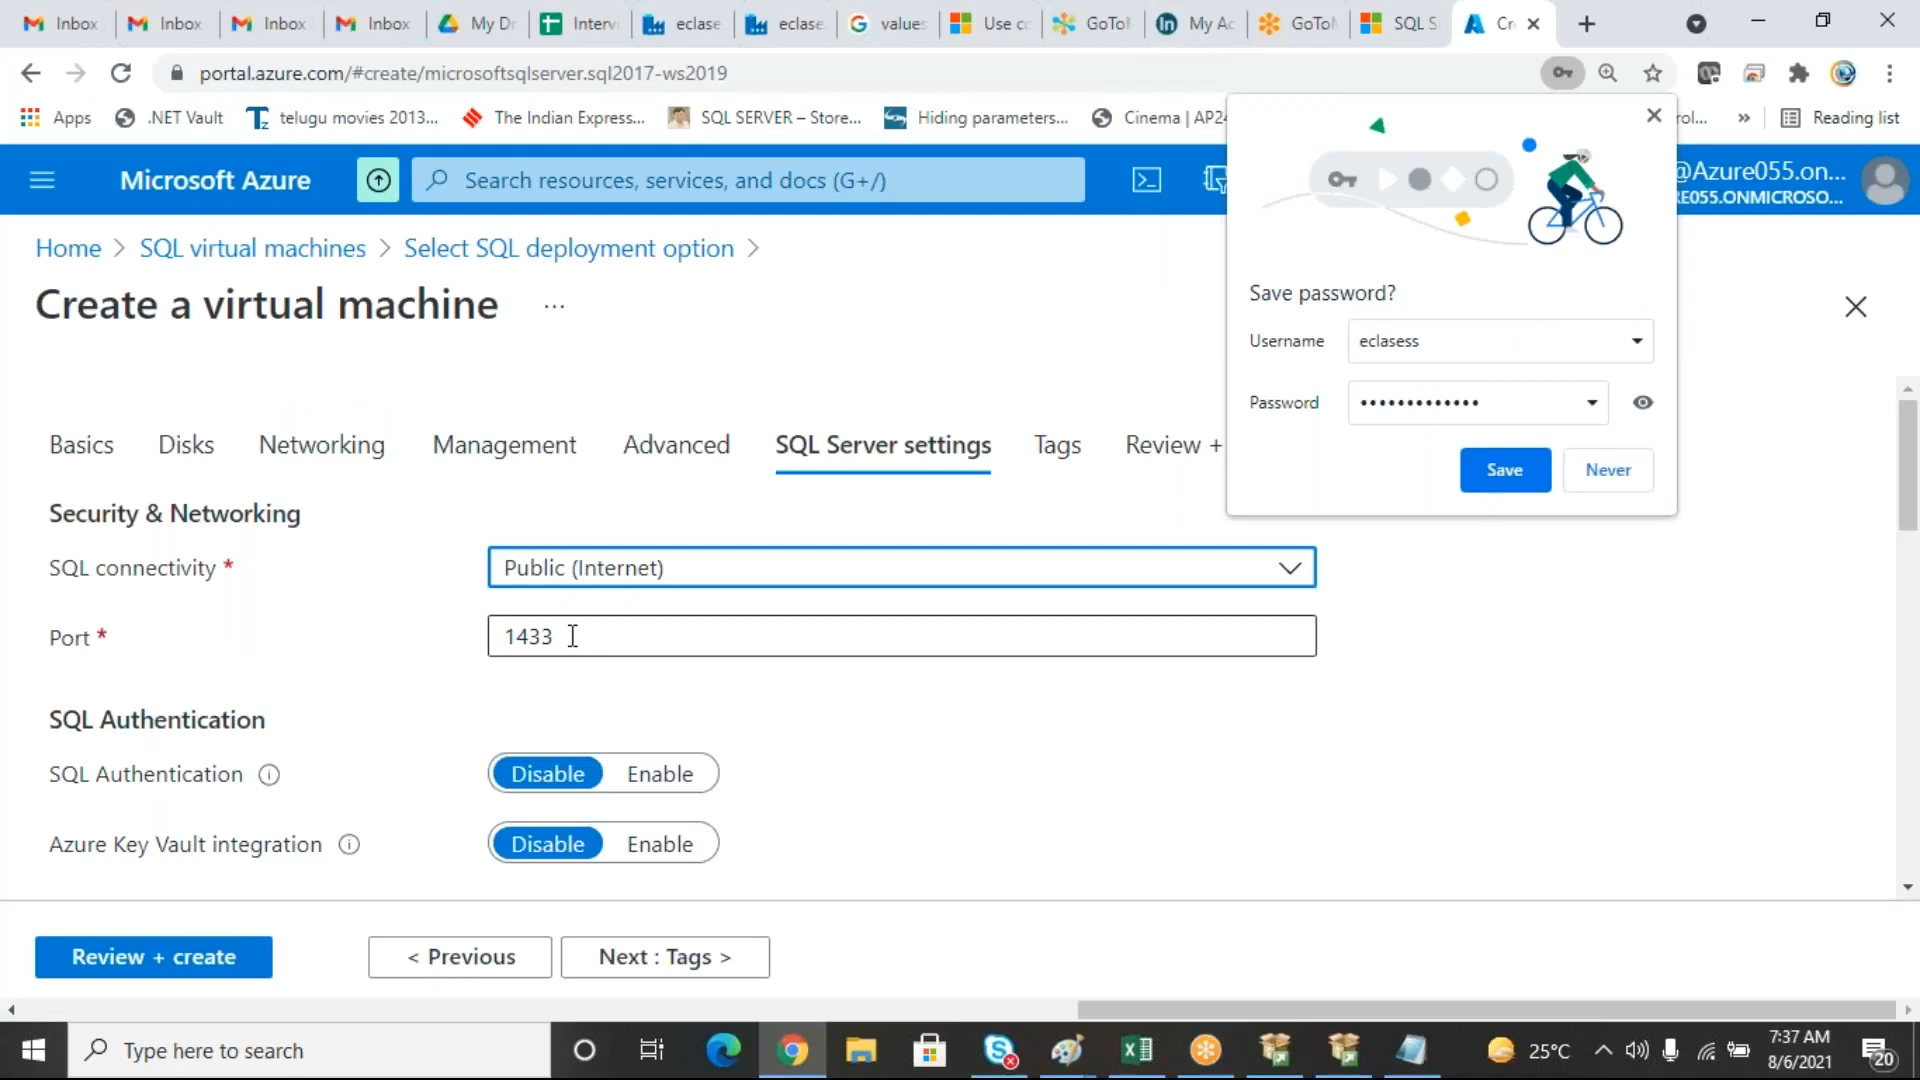 Inbox
Inbox
Inbox
Inbox
My Dr
Intervi
eclase
eclase
values
Use co
GoToM
My Ac
GoToM
SQL S
Cr
portal.azure.com/#create/microsoftsqlserver.sql2017-ws2019
Apps
.NET Vault
telugu movies 2013...
The Indian Express...
SQL SERVER – Store...
Hiding parameters...
Cinema | AP24
rol...
»
Reading list
Microsoft Azure
Search resources, services, and docs (G+/)
@Azure055.on...
E055.ONMICROSO...
Home > SQL virtual machines > Select SQL deployment option >
Create a virtual machine ...
Save password?
Username eclasess
Password •••••••••••••
Save Never
Basics Disks Networking Management Advanced SQL Server settings Tags Review +
Security & Networking
SQL connectivity *
Public (Internet)
Port *
1433
SQL Authentication
SQL Authentication
Disable Enable
Azure Key Vault integration
Disable Enable
Review + create
< Previous
Next : Tags >
Type here to search
25°C
7:37 AM
8/6/2021
20